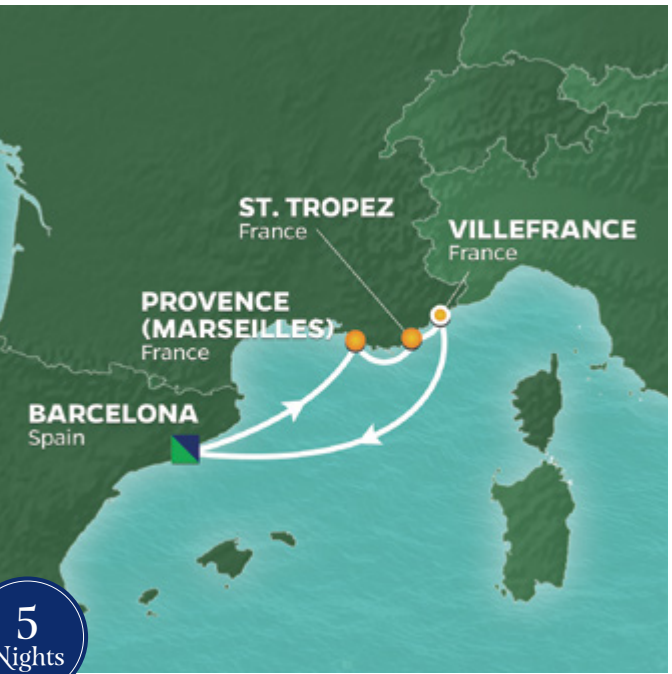 ST. TROPEZ
France
VILLEFRANCE
France
PROVENCE
(MARSEILLES)
France
BARCELONA
Spain
5
Nights